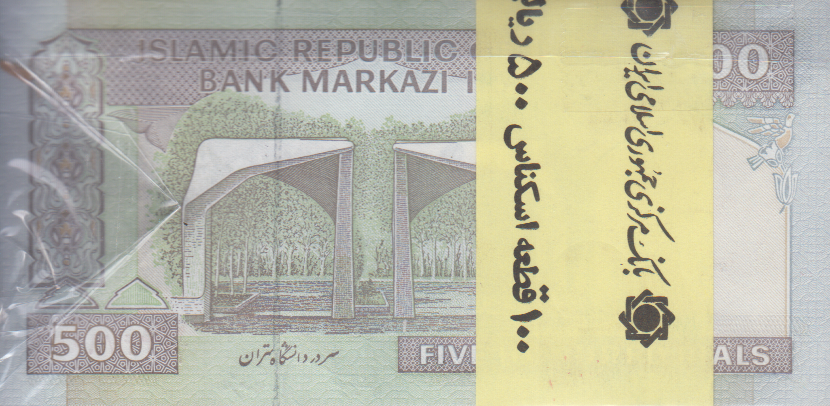 ISLAMIC REPUBLIC
BANK MARKAZI I
00
500
سردر دانشگاه تهران
FIVE
ALS
۱۰۰ قطعه اسکناس ۵۰۰ ریالی
بانک مرکزی جمهوری اسلامی ایران